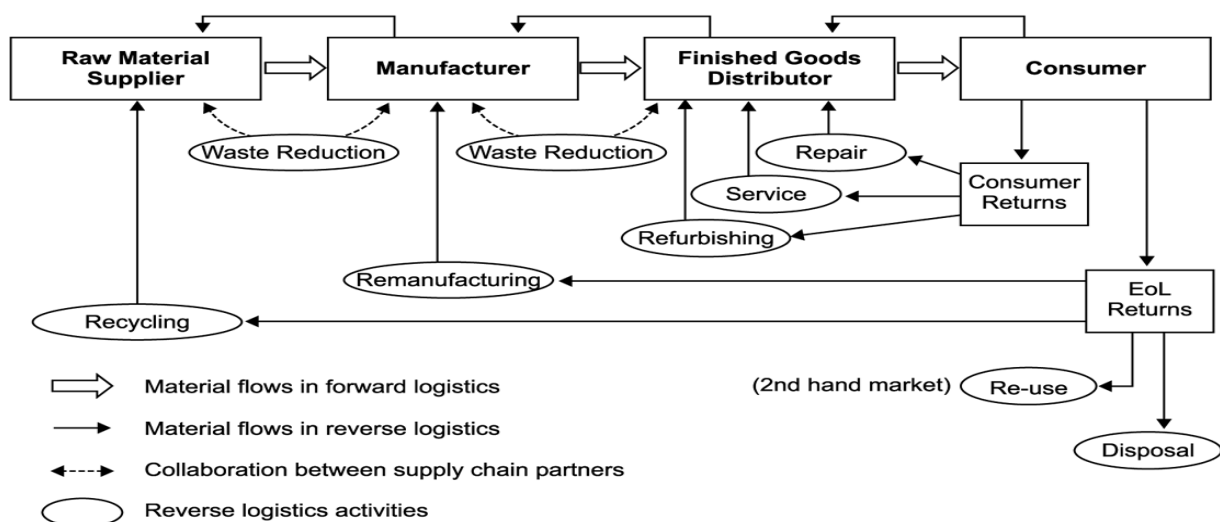 Raw Material
Supplier
Manufacturer
Finished Goods
Distributor
Consumer
Waste Reduction
Waste Reduction
Repair
Consumer
Returns
Service
Refurbishing
Remanufacturing
EoL
Returns
Recycling
Material flows in forward logistics
(2nd hand market)
Re-use
Material flows in reverse logistics
Disposal
Collaboration between supply chain partners
Reverse logistics activities